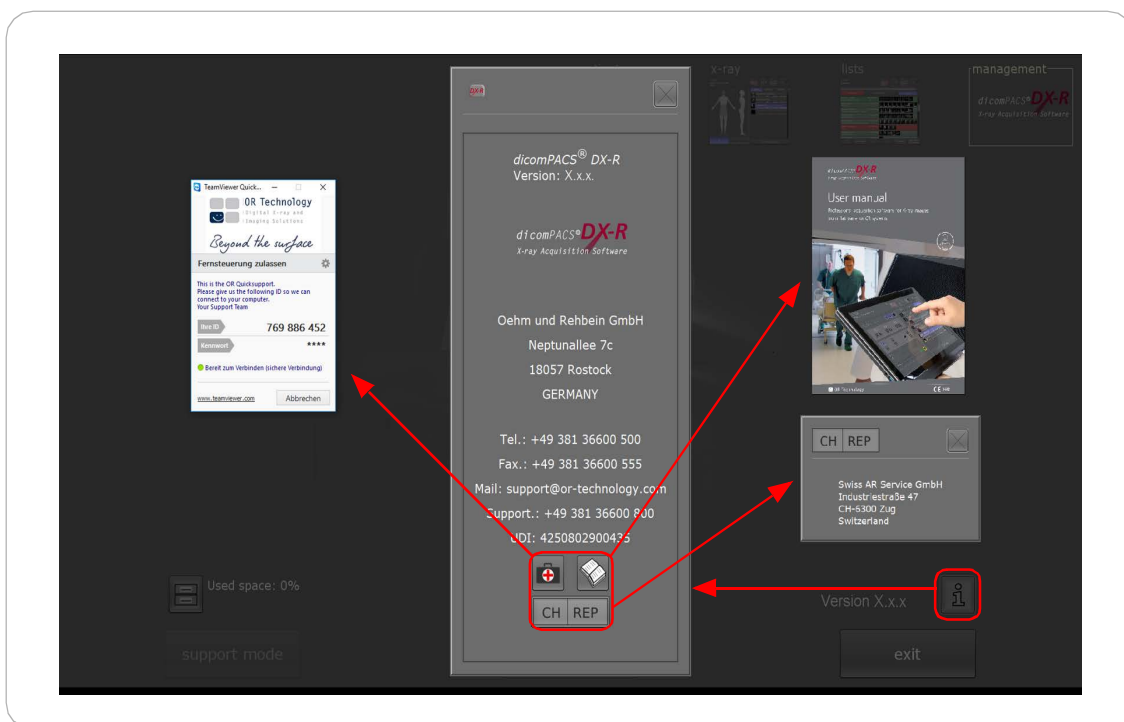 x-ray
lists
management
dicomPACS® DX-R
X-ray Acquisition Software
DX-R
dicomPACS® DX-R
Version: X.x.x.
dicomPACS® DX-R
X-ray Acquisition Software
Oehm und Rehbein GmbH
Neptunallee 7c
18057 Rostock
GERMANY
Tel.: +49 381 36600 500
Fax.: +49 381 36600 555
Mail: support@or-technology.com
Support.: +49 381 36600 800
UDI: 4250802900436
CH REP
TeamViewer Quick...
OR Technology
Digital X-ray and
Imaging Solutions
Beyond the surface
Fernsteuerung zulassen
This is the OR Quicksupport.
Please give us the following ID so we can
connect to your computer.
Your Support Team
Ihre ID 769 886 452
Kennwort ****
Bereit zum Verbinden (sichere Verbindung)
www.teamviewer.com Abbrechen
dicomPACS® DX-R
X-ray Acquisition Software
User manual
OR Technology
CH REP
Swiss AR Service GmbH
Industriestraße 47
CH-6300 Zug
Switzerland
Used space: 0%
support mode
Version X.x.x
i
exit